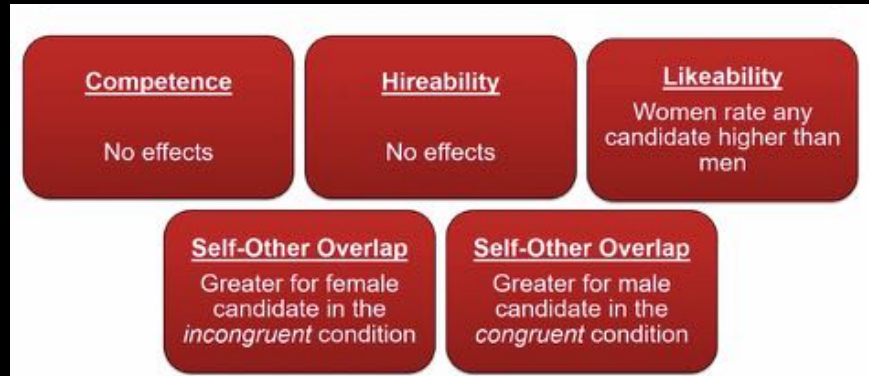 Competence
No effects
Hireability
No effects
Likeability
Women rate any
candidate higher than
men
Self-Other Overlap
Greater for female
candidate in the
incongruent condition
Self-Other Overlap
Greater for male
candidate in the
congruent condition